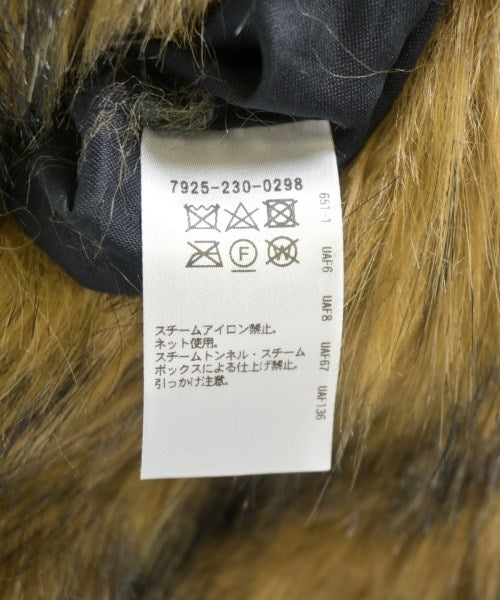 7925-230-0298
F
W
スチームアイロン禁止。
ネット使用。
スチームトンネル・スチーム
ボックスによる仕上げ禁止。
引っかけ注意。
651-1 UAF6 UAF8 UAF67 UAF136